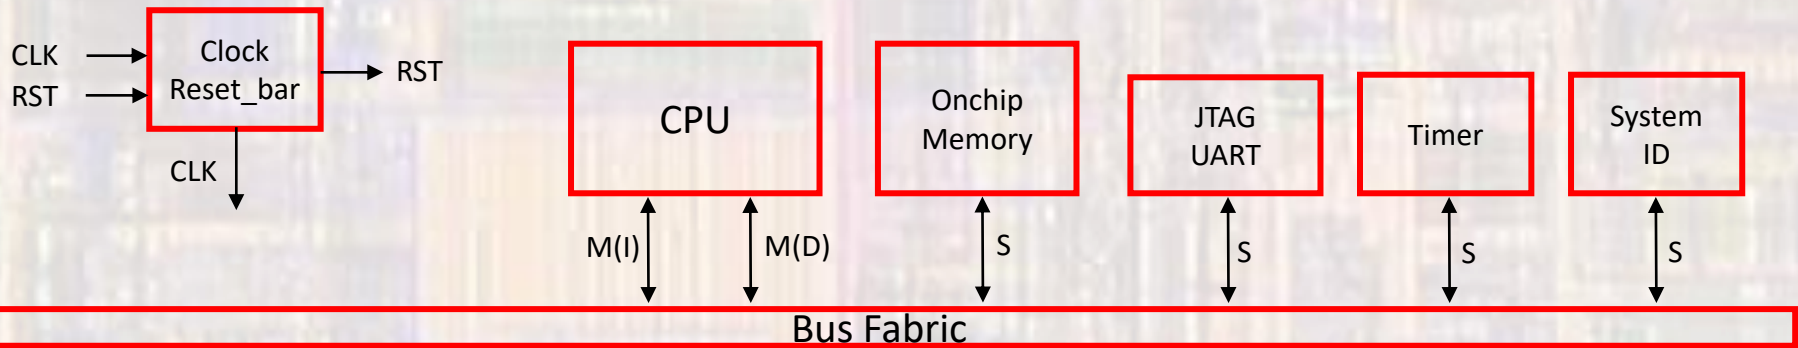 CLK
RST
Clock
Reset_bar
RST
CLK
CPU
Onchip
Memory
JTAG
UART
Timer
System
ID
M(I)
M(D)
S
S
S
S
Bus Fabric